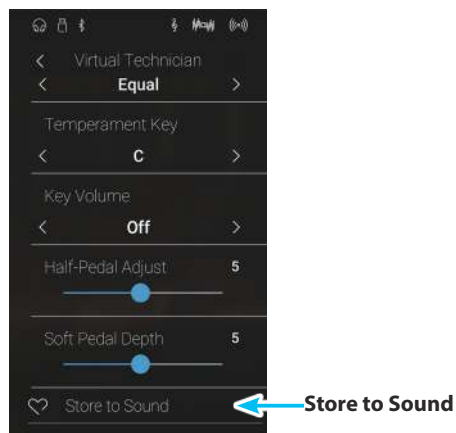 Virtual Technician
Equal
Temperament Key
C
Key Volume
Off
Half-Pedal Adjust 5
Soft Pedal Depth 5
Store to Sound Store to Sound